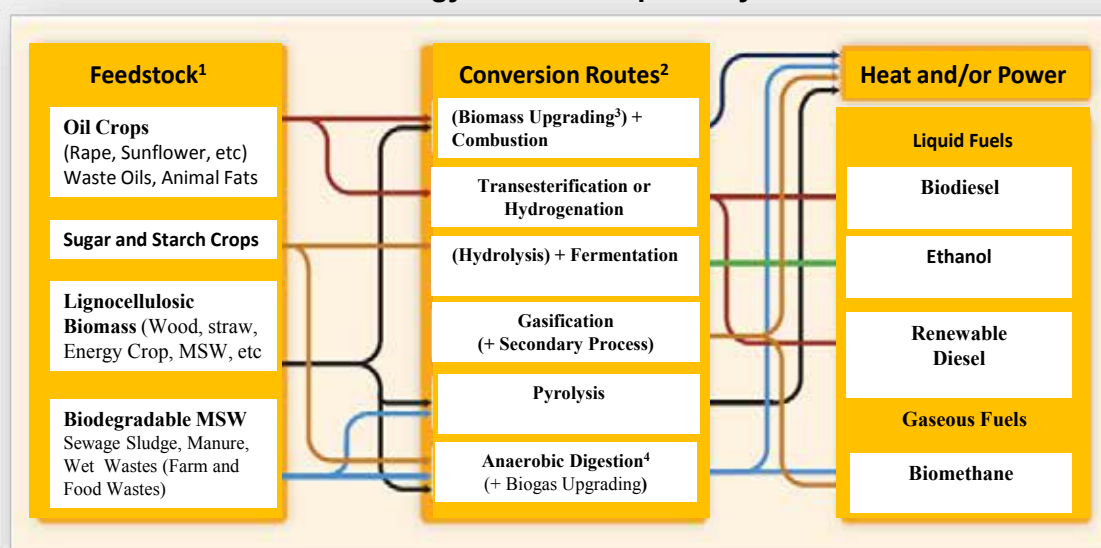 Feedstock¹
Oil Crops
(Rape, Sunflower, etc)
Waste Oils, Animal Fats
Sugar and Starch Crops
Lignocellulosic
Biomass (Wood, straw,
Energy Crop, MSW, etc
Biodegradable MSW
Sewage Sludge, Manure,
Wet Wastes (Farm and
Food Wastes)
Conversion Routes²
(Biomass Upgrading³) +
Combustion
Transesterification or
Hydrogenation
(Hydrolysis) + Fermentation
Gasification
(+ Secondary Process)
Pyrolysis
Anaerobic Digestion⁴
(+ Biogas Upgrading)
Heat and/or Power
Liquid Fuels
Biodiesel
Ethanol
Renewable
Diesel
Gaseous Fuels
Biomethane